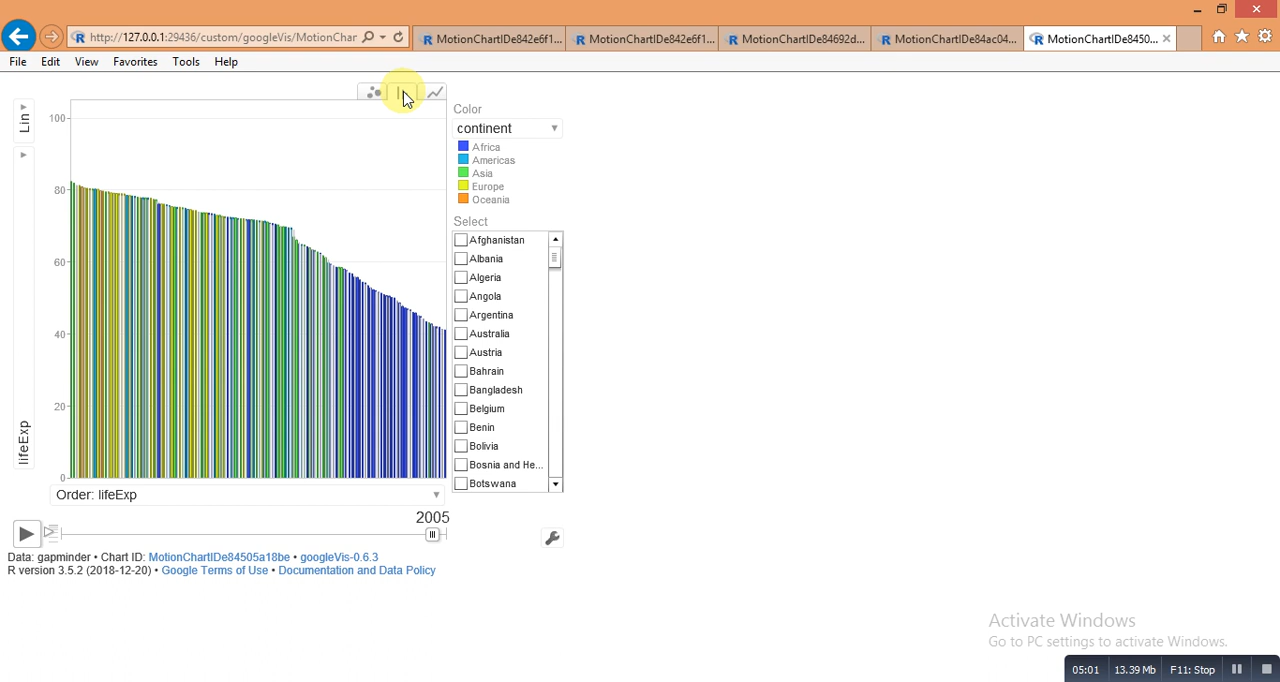 http://127.0.0.1:29436/custom/googleVis/MotionChar
MotionChartIDe842e6f1...
MotionChartIDe842e6f1...
MotionChartIDe84692d...
MotionChartIDe84ac04...
MotionChartIDe8450...
File Edit View Favorites Tools Help
Lin
lifeExp
100
80
60
40
20
0
Color
continent
Africa
Americas
Asia
Europe
Oceania
Select
Afghanistan
Albania
Algeria
Angola
Argentina
Australia
Austria
Bahrain
Bangladesh
Belgium
Benin
Bolivia
Bosnia and He...
Botswana
Order: lifeExp
2005
Data: gapminder • Chart ID: MotionChartIDe84505a18be • googleVis-0.6.3
R version 3.5.2 (2018-12-20) • Google Terms of Use • Documentation and Data Policy
Activate Windows
Go to PC settings to activate Windows.
05:01 13.39 Mb F11: Stop